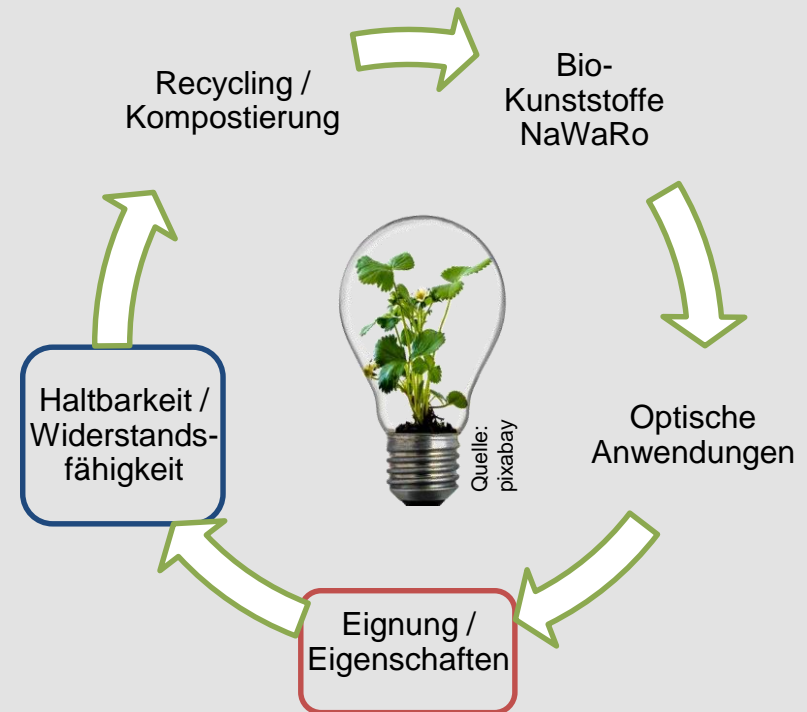 Recycling /
Kompostierung
Bio-
Kunststoffe
NaWaRo
Optische
Anwendungen
Eignung /
Eigenschaften
Haltbarkeit /
Widerstands-
fähigkeit
Quelle:
pixabay